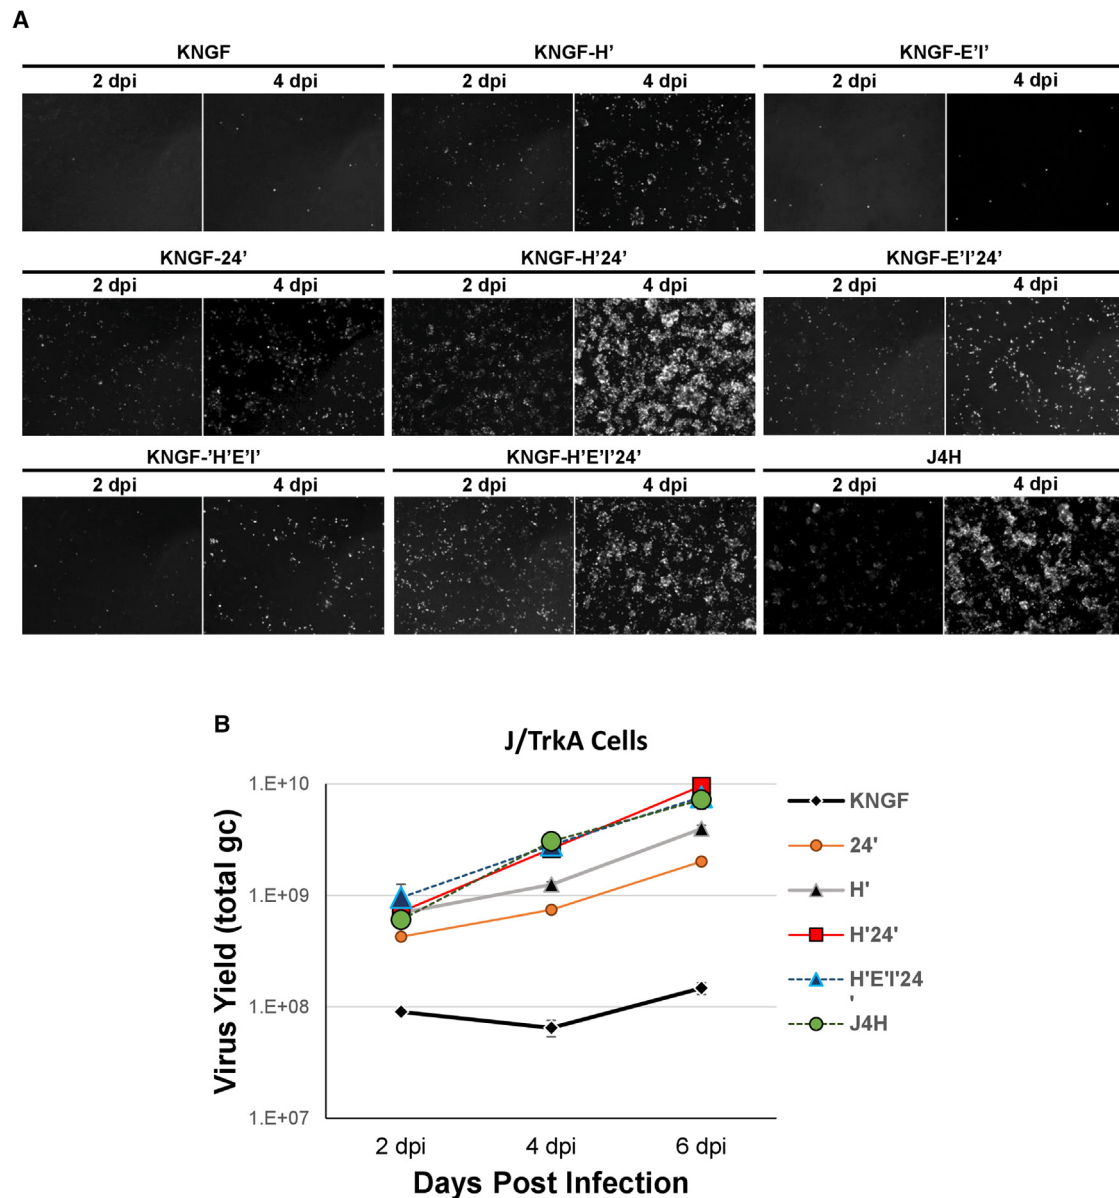 A
KNGF KNGF-H' KNGF-E'I'
2 dpi 4 dpi 2 dpi 4 dpi 2 dpi 4 dpi
KNGF-24' KNGF-H'24' KNGF-E'I'24'
2 dpi 4 dpi 2 dpi 4 dpi 2 dpi 4 dpi
KNGF-'H'E'I' KNGF-H'E'I'24' J4H
2 dpi 4 dpi 2 dpi 4 dpi 2 dpi 4 dpi
B
J/TrkA Cells
Virus Yield (total gc)
1.E+10
1.E+09
1.E+08
1.E+07
2 dpi 4 dpi 6 dpi
Days Post Infection
KNGF
24'
H'
H'24'
H'E'I'24
'
J4H